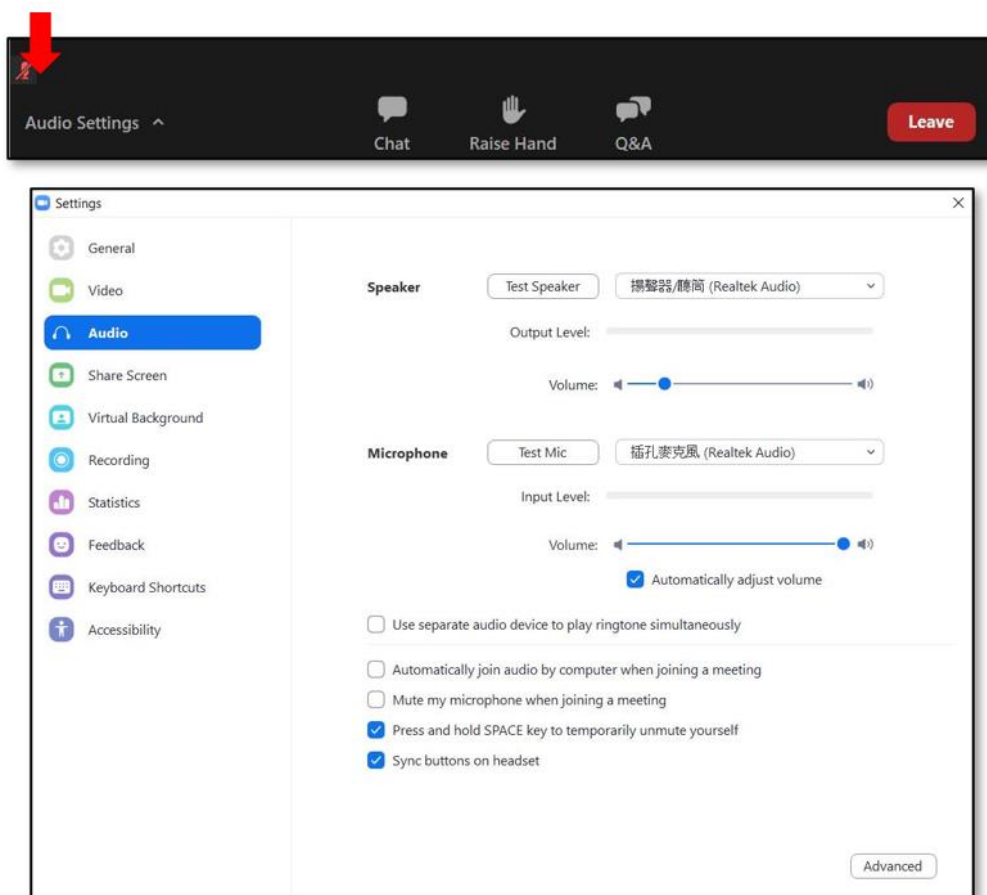 Audio Settings
Chat
Raise Hand
Q&A
Leave
Settings
General
Video
Audio
Share Screen
Virtual Background
Recording
Statistics
Feedback
Keyboard Shortcuts
Accessibility
Speaker
Test Speaker
揚聲器/聽筒 (Realtek Audio)
Output Level:
Volume:
Microphone
Test Mic
插孔麥克風 (Realtek Audio)
Input Level:
Volume:
Automatically adjust volume
Use separate audio device to play ringtone simultaneously
Automatically join audio by computer when joining a meeting
Mute my microphone when joining a meeting
Press and hold SPACE key to temporarily unmute yourself
Sync buttons on headset
Advanced